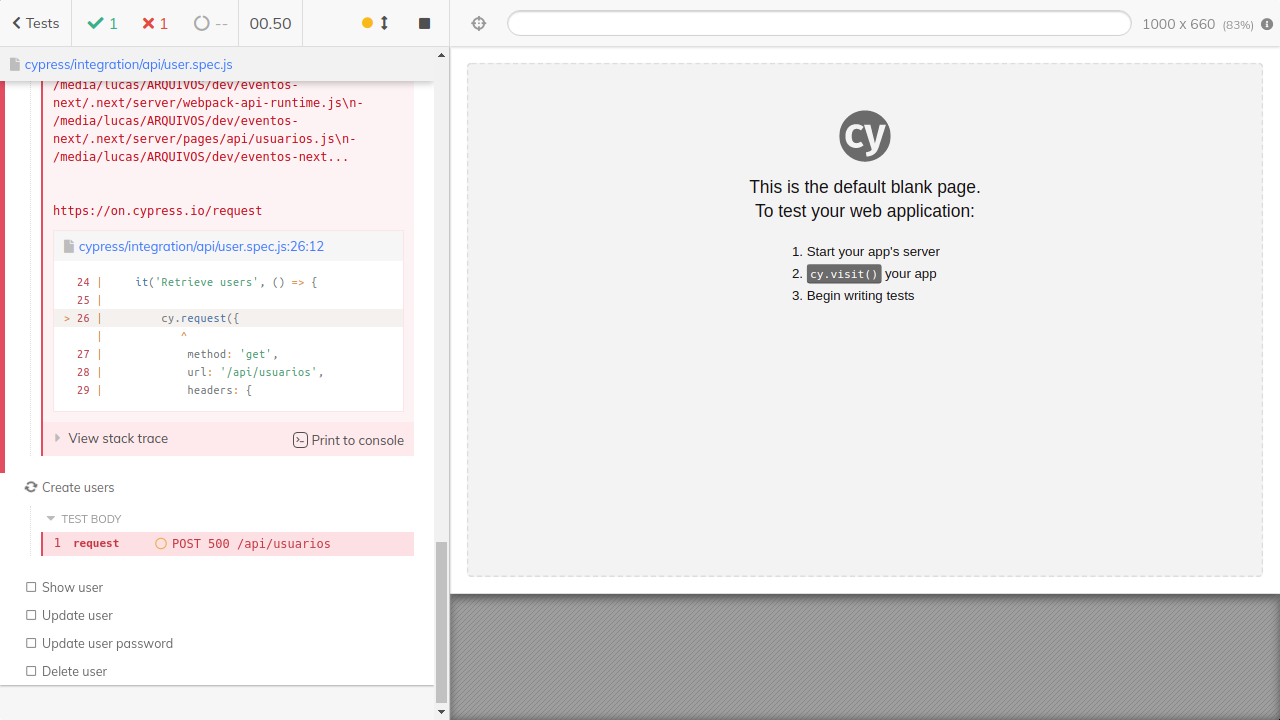 Tests
1
1
--
00.50
1000 x 660 (83%)
cypress/integration/api/user.spec.js
/media/lucas/ARQUIVOS/dev/eventos-
next/.next/server/webpack-api-runtime.js\n-
/media/lucas/ARQUIVOS/dev/eventos-
next/.next/server/pages/api/usuarios.js\n-
/media/lucas/ARQUIVOS/dev/eventos-next...
https://on.cypress.io/request
cypress/integration/api/user.spec.js:26:12
24 |     it('Retrieve users', () => {
25 |
> 26 |         cy.request({
|            ^
27 |             method: 'get',
28 |             url: '/api/usuarios',
29 |             headers: {
View stack trace
Print to console
Create users
TEST BODY
1 request POST 500 /api/usuarios
Show user
Update user
Update user password
Delete user
cy
This is the default blank page.
To test your web application:
1. Start your app's server
2. cy.visit() your app
3. Begin writing tests